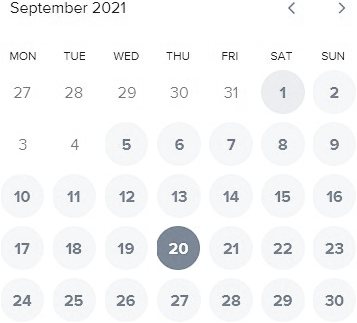 September 2021
MON TUE WED THU FRI SAT SUN
27 28 29 30 31 1 2
3 4 5 6 7 8 9
10 11 12 13 14 15 16
17 18 19 20 21 22 23
24 25 26 27 28 29 30